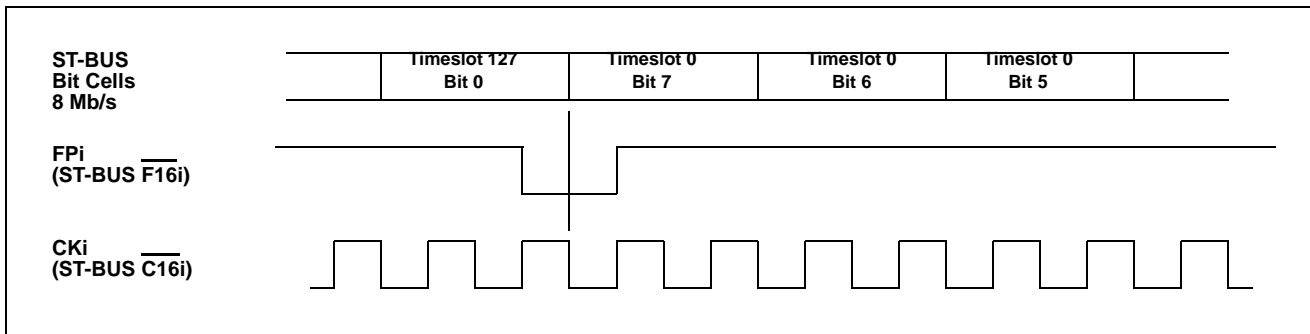 ST-BUS
Bit Cells
8 Mb/s
Timeslot 127
Bit 0
Timeslot 0
Bit 7
Timeslot 0
Bit 6
Timeslot 0
Bit 5
FPi
(ST-BUS F16i)
CKi
(ST-BUS C16i)